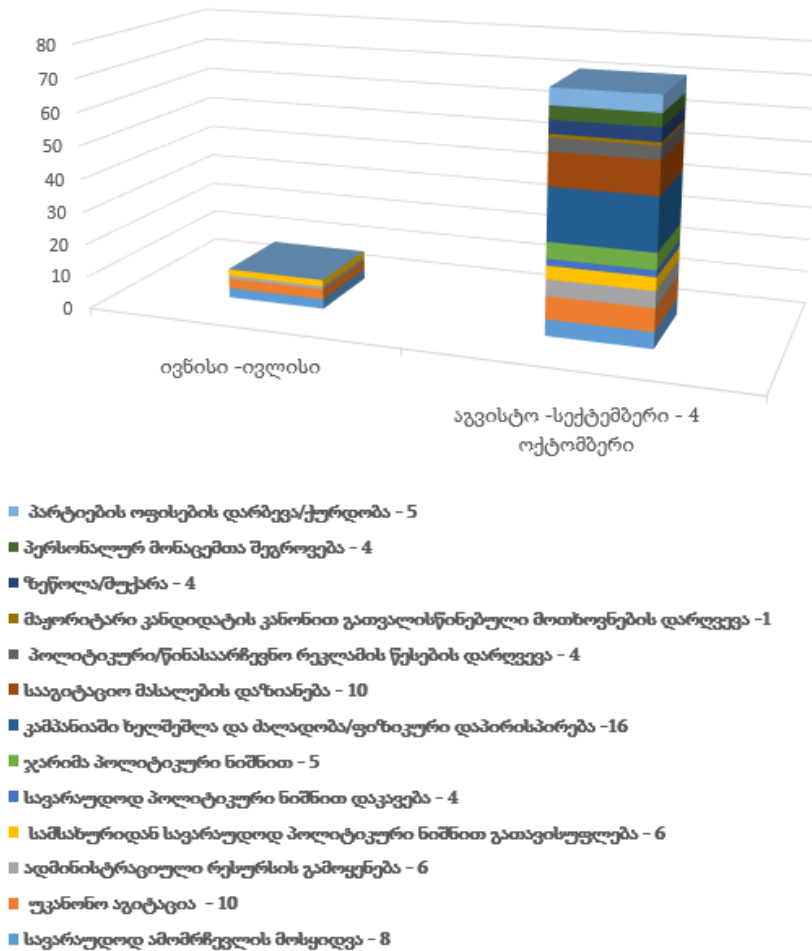 80
70
60
50
40
30
20
10
0
ივნისი -ივლისი
აგვისტო -სექტემბერი - 4
ოქტომბერი
პარტიების ოფისების დარბევა/ქურდობა - 5
პერსონალურ მონაცემთა შეგროვება - 4
ზეწოლა/მუქარა - 4
მაჟორიტარი კანდიდატის კანონით გათვალისწინებული მოთხოვნების დარღვევა -1
პოლიტიკური/წინასაარჩევნო რეკლამის წესების დარღვევა - 4
სააგიტაციო მასალების დაზიანება - 10
კამპანიაში ხელშეშლა და ძალადობა/ფიზიკური დაპირისპირება -16
ჯარიმა პოლიტიკური ნიშნით - 5
სავარაუდოდ პოლიტიკური ნიშნით დაკავება - 4
სამსახურიდან სავარაუდოდ პოლიტიკური ნიშნით გათავისუფლება - 6
ადმინისტრაციული რესურსის გამოყენება - 6
უკანონო აგიტაცია - 10
სავარაუდოდ ამომრჩევლის მოსყიდვა - 8